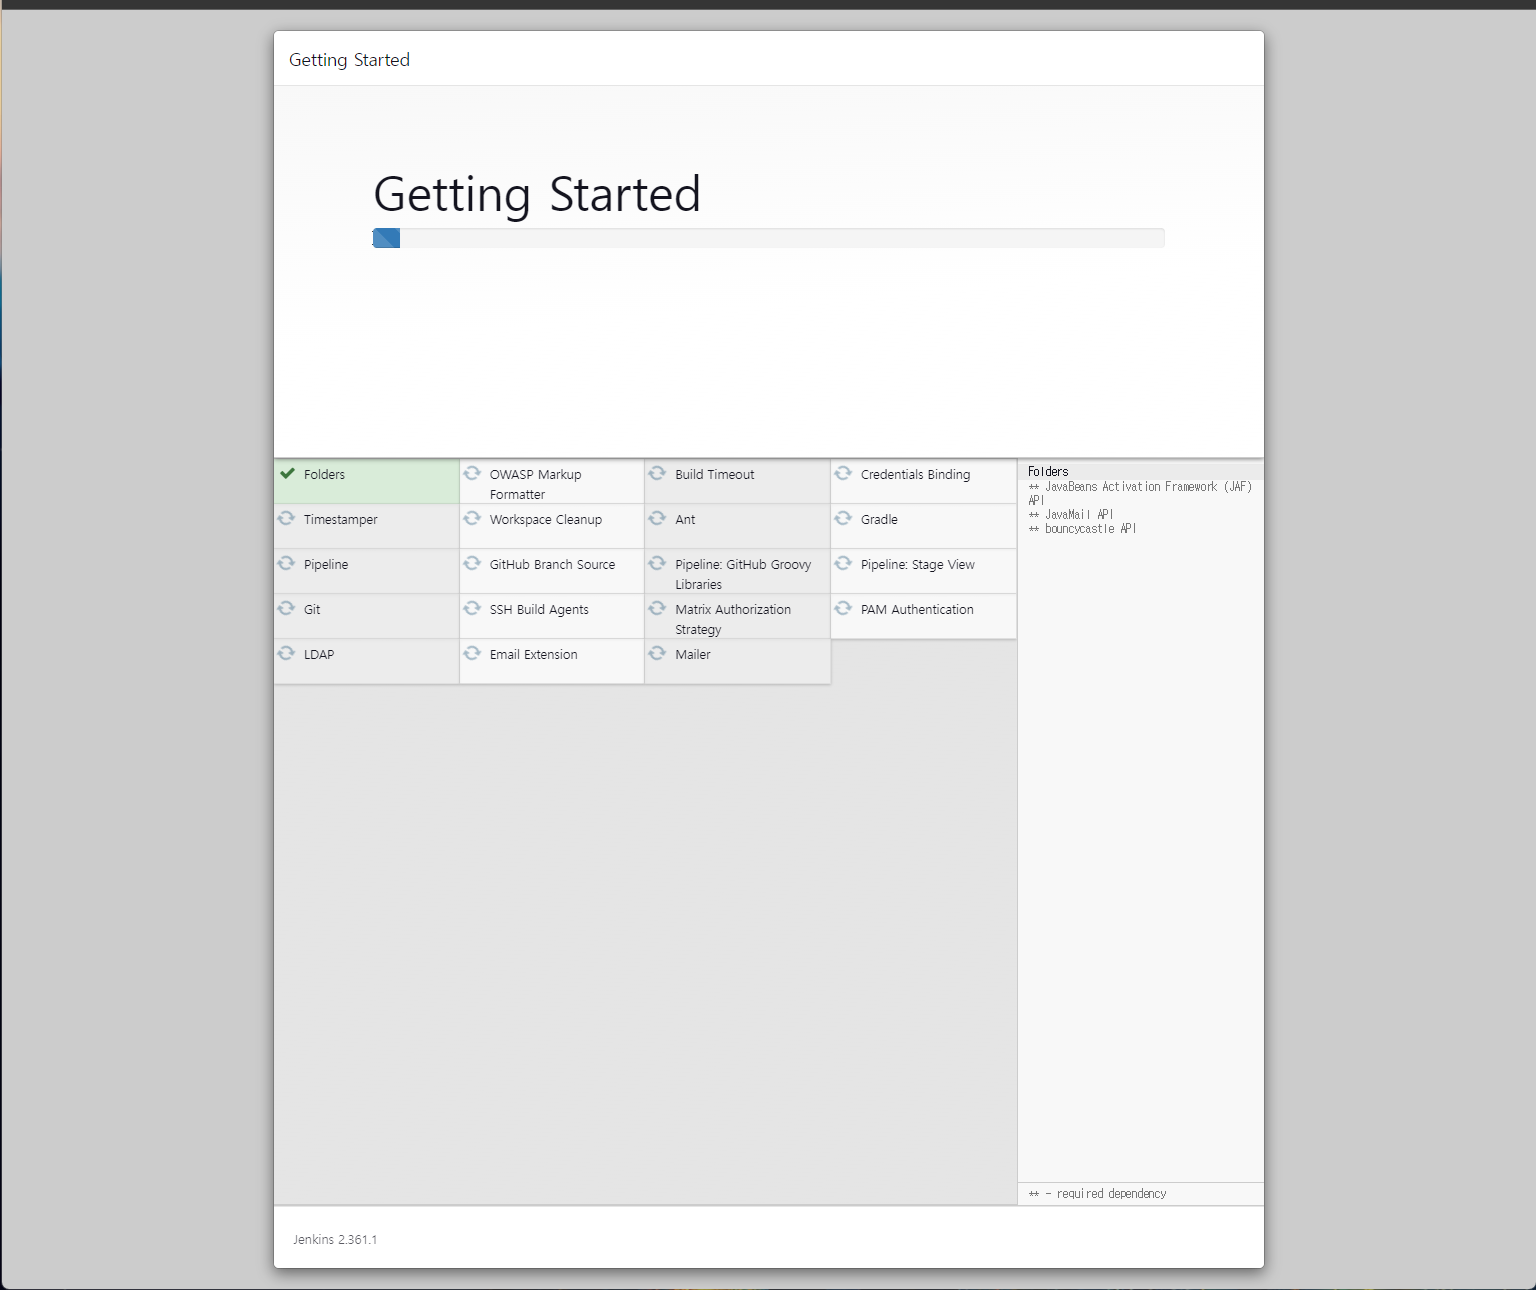 Getting Started
Getting Started
Folders
OWASP Markup
Formatter
Build Timeout
Credentials Binding
Timestamper
Workspace Cleanup
Ant
Gradle
Pipeline
GitHub Branch Source
Pipeline: GitHub Groovy
Libraries
Pipeline: Stage View
Git
SSH Build Agents
Matrix Authorization
Strategy
PAM Authentication
LDAP
Email Extension
Mailer
Folders
** JavaBeans Activation Framework (JAF)
API
** JavaMail API
** bouncycastle API
** - required dependency
Jenkins 2.361.1